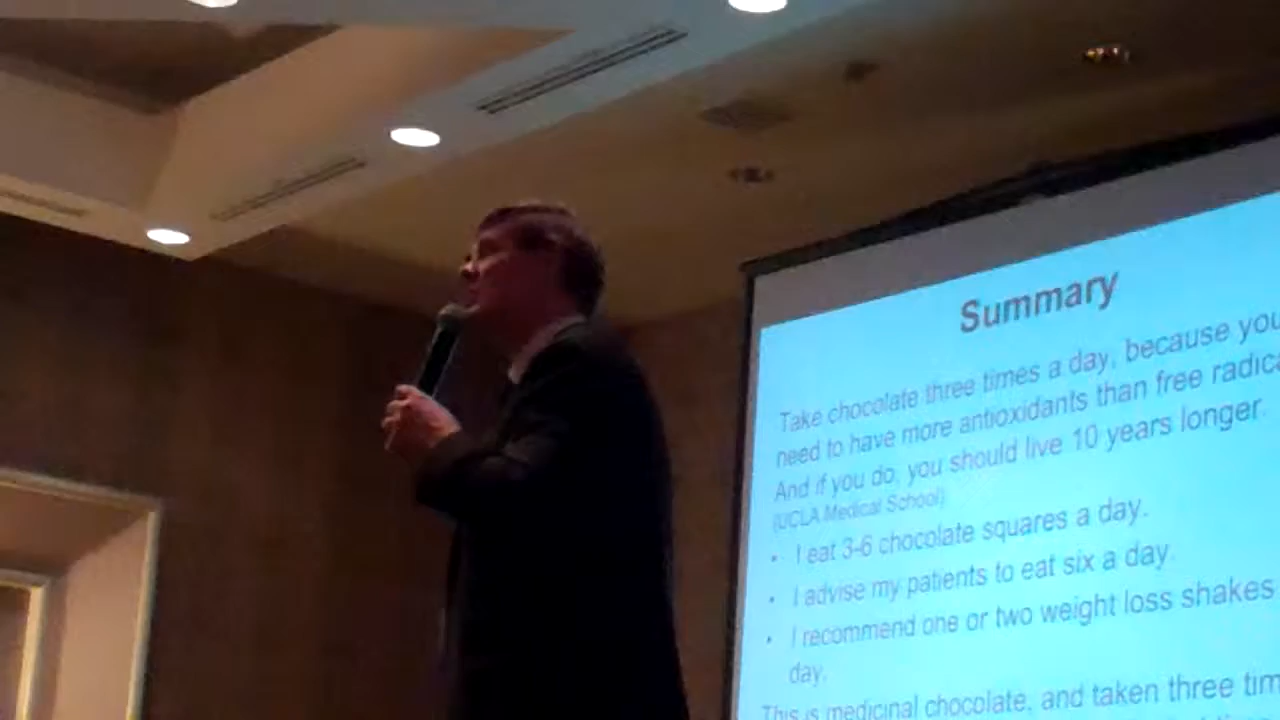 Summary
Take chocolate three times a day, because you
need to have more antioxidants than free radica
And if you do, you should live 10 years longer.
(UCLA Medical School)
• I eat 3-6 chocolate squares a day.
• I advise my patients to eat six a day.
• I recommend one or two weight loss shakes
day.
This is medicinal chocolate, and taken three tim